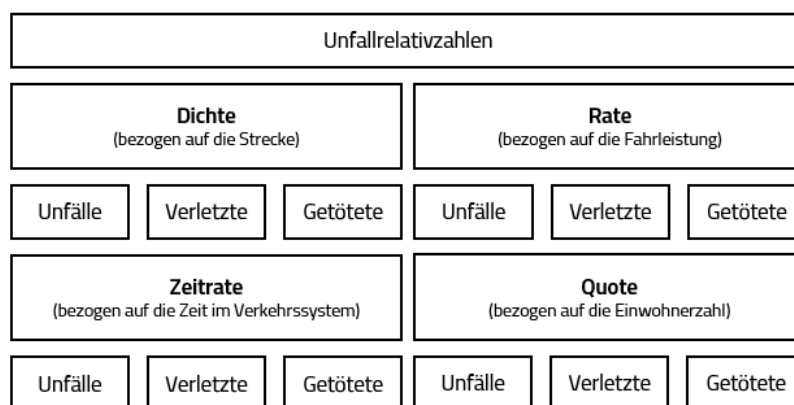 Unfallrelativzahlen
Dichte
(bezogen auf die Strecke)
Rate
(bezogen auf die Fahrleistung)
Unfälle
Verletzte
Getötete
Unfälle
Verletzte
Getötete
Zeitrate
(bezogen auf die Zeit im Verkehrssystem)
Quote
(bezogen auf die Einwohnerzahl)
Unfälle
Verletzte
Getötete
Unfälle
Verletzte
Getötete